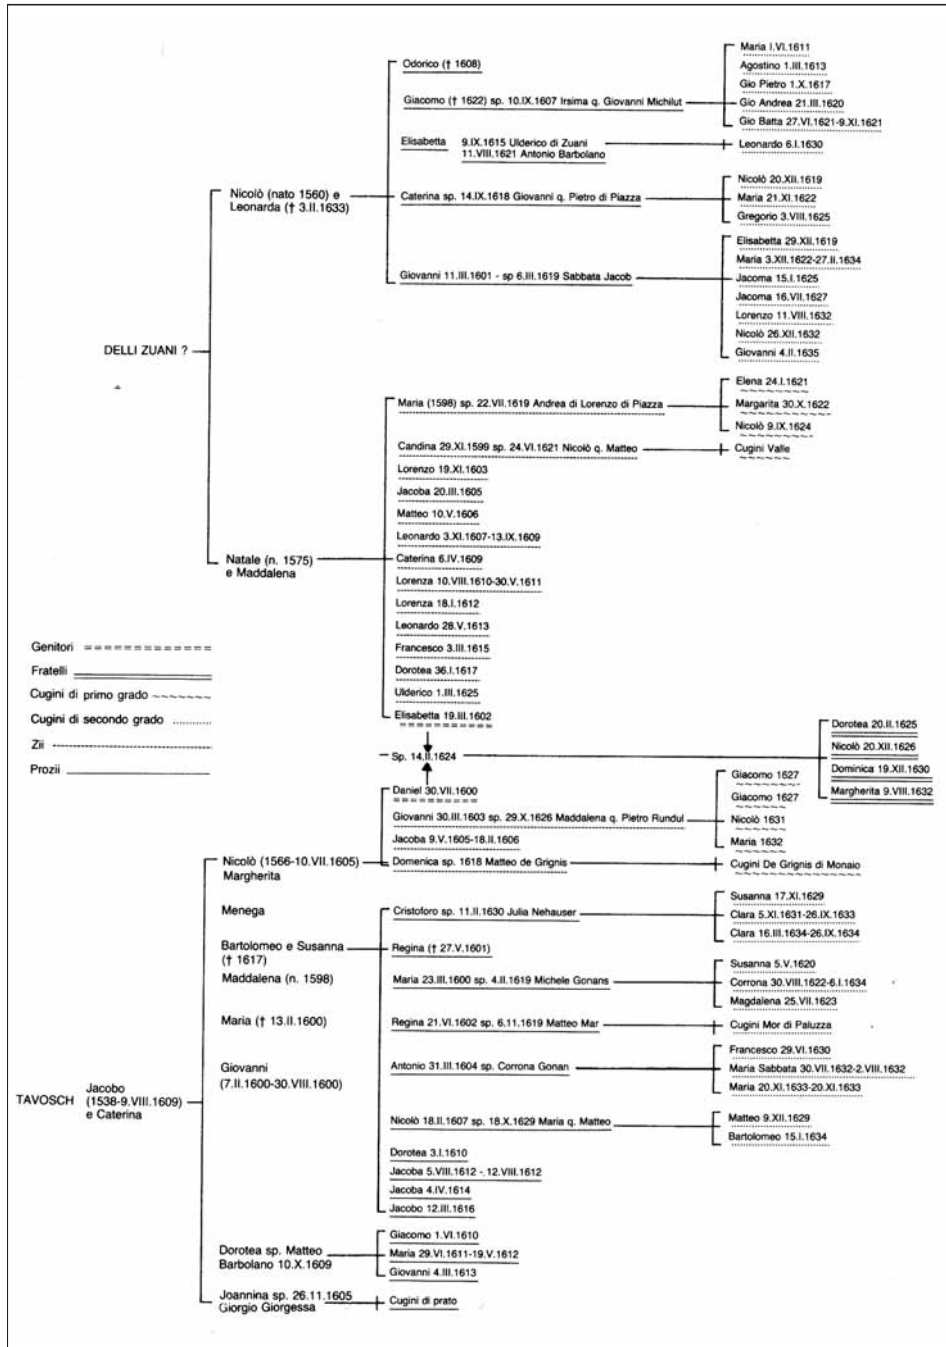 Maria I.VI.1611
Agostino 1.III.1613
Odorico († 1608)
Gio Pietro 1.X.1617
Giacomo († 1622) sp. 10.IX.1607 Irsima q. Giovanni Michilut
Gio Andrea 21.III.1620
Gio Batta 27.VI.1621-9.XI.1621
Elisabetta 9.IX.1615 Ulderico di Zuani
11.VIII.1621 Antonio Barbolano
Leonardo 6.I.1630
Nicolò (nato 1560) e
Leonarda († 3.II.1633)
Nicolò 20.XII.1619
Caterina sp. 14.IX.1618 Giovanni q. Pietro di Piazza
Maria 21.XI.1622
Gregorio 3.VIII.1625
Elisabetta 29.XII.1619
Maria 3.XII.1622-27.II.1634
Giovanni 11.III.1601 - sp 6.III.1619 Sabbata Jacob
Jacoma 15.I.1625
Jacoma 16.VII.1627
Lorenzo 11.VIII.1632
Nicolò 26.XII.1632
Giovanni 4.II.1635
DELLI ZUANI ?
Elena 24.I.1621
Maria (1598) sp. 22.VII.1619 Andrea di Lorenzo di Piazza
Margarita 30.X.1622
Nicolò 9.IX.1624
Candina 29.XI.1599 sp. 24.VI.1621 Nicolò q. Matteo
Cugini Valle
Lorenzo 19.XI.1603
Jacoba 20.III.1605
Matteo 10.V.1606
Leonardo 3.XI.1607-13.IX.1609
Natale (n. 1575)
e Maddalena
Caterina 6.IV.1609
Lorenza 10.VIII.1610-30.V.1611
Lorenza 18.I.1612
Leonardo 28.V.1613
Francesco 3.III.1615
Dorotea 36.I.1617
Ulderico 1.III.1625
Elisabetta 19.III.1602
Genitori
Fratelli
Cugini di primo grado
Cugini di secondo grado
Zii
Prozii
Sp. 14.II.1624
Dorotea 20.II.1625
Nicolò 20.XII.1626
Dominica 19.XII.1630
Margherita 9.VIII.1632
Daniel 30.VII.1600
Giacomo 1627
Giacomo 1627
Giovanni 30.III.1603 sp. 29.X.1626 Maddalena q. Pietro Rundul
Nicolò 1631
Jacoba 9.V.1605-18.II.1606
Maria 1632
Nicolò (1566-10.VII.1605)
Margherita
Domenica sp. 1618 Matteo de Grignis
Cugini De Grignis di Monaio
Menega
Susanna 17.XI.1629
Cristoforo sp. 11.II.1630 Julia Nehauser
Clara 5.XI.1631-26.IX.1633
Clara 16.III.1634-26.IX.1634
Bartolomeo e Susanna
(† 1617)
Regina († 27.V.1601)
Maddalena (n. 1598)
Susanna 5.V.1620
Maria 23.III.1600 sp. 4.II.1619 Michele Gonans
Corrona 30.VIII.1622-6.I.1634
Magdalena 25.VII.1623
Maria († 13.II.1600)
Regina 21.VI.1602 sp. 6.11.1619 Matteo Mar
Cugini Mor di Paluzza
Giovanni
(7.II.1600-30.VIII.1600)
Francesco 29.VI.1630
Antonio 31.III.1604 sp. Corrona Gonan
Maria Sabbata 30.VII.1632-2.VIII.1632
Maria 20.XI.1633-20.XI.1633
TAVOSCH
Jacobo
(1538-9.VIII.1609)
e Caterina
Nicolò 18.II.1607 sp. 18.X.1629 Maria q. Matteo
Matteo 9.XII.1629
Bartolomeo 15.I.1634
Dorotea 3.I.1610
Jacoba 5.VIII.1612 - 12.VIII.1612
Jacoba 4.IV.1614
Jacobo 12.III.1616
Dorotea sp. Matteo
Barbolano 10.X.1609
Giacomo 1.VI.1610
Maria 29.VI.1611-19.V.1612
Giovanni 4.III.1613
Joannina sp. 26.11.1605
Giorgio Giorgessa
Cugini di prato